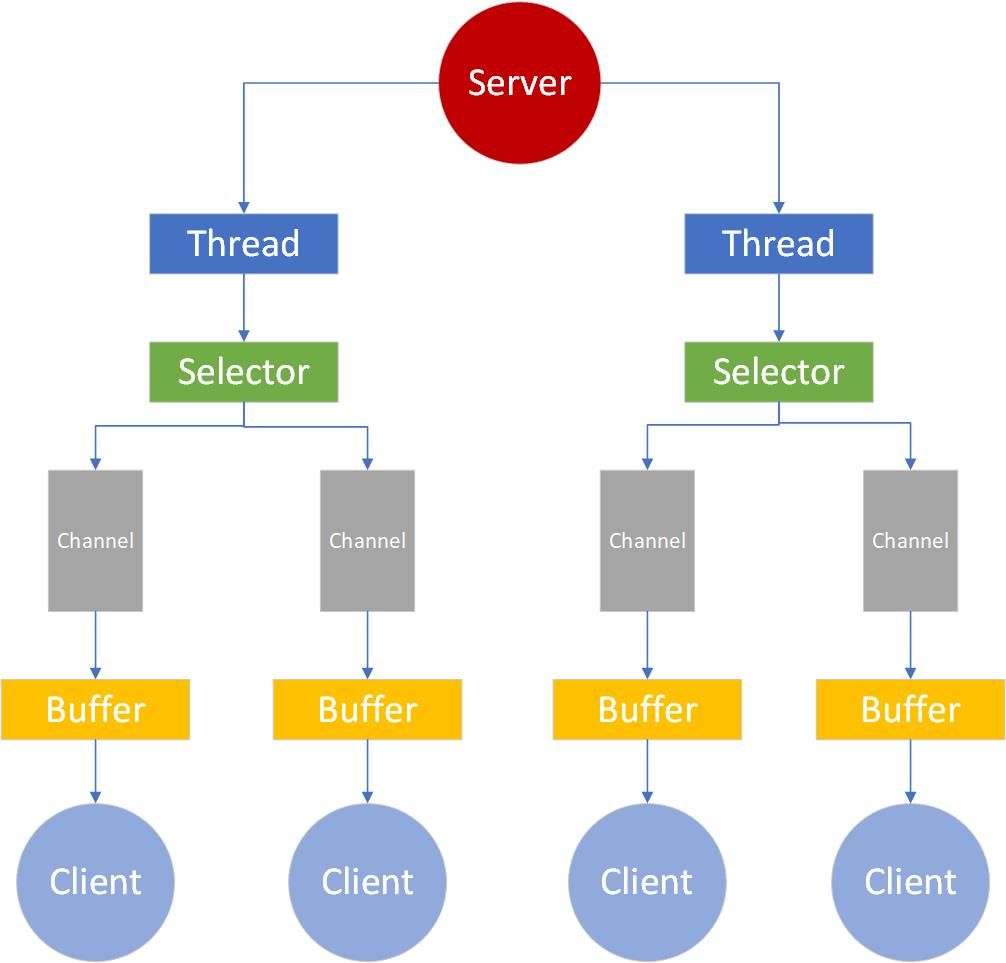 Server
Thread
Thread
Selector
Selector
Channel
Channel
Channel
Channel
Buffer
Buffer
Buffer
Buffer
Client
Client
Client
Client